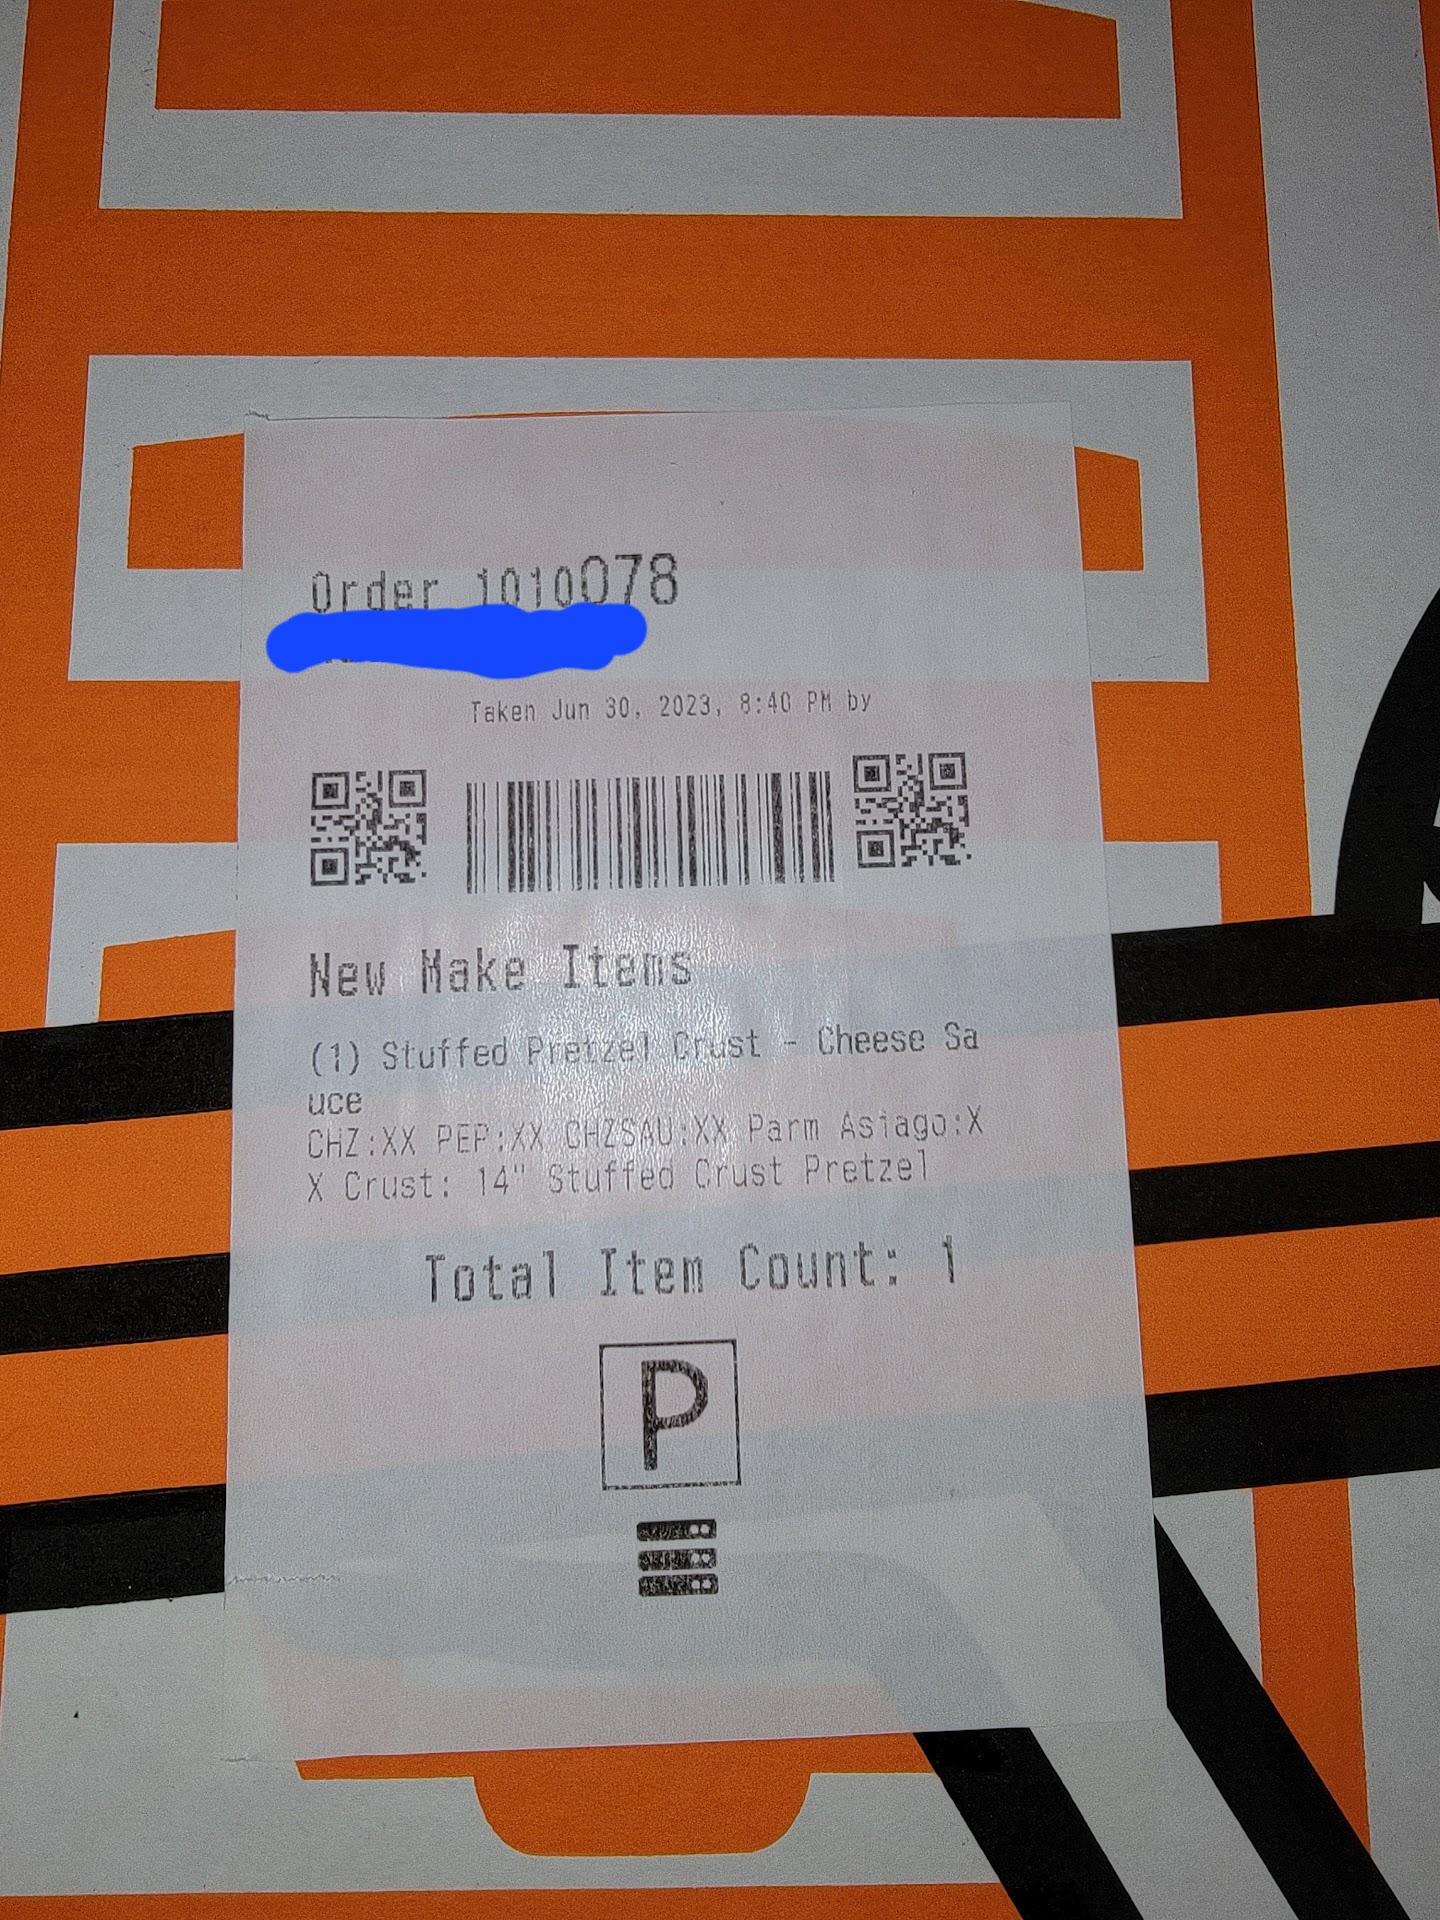 Order 1010078
Taken Jun 30, 2023, 8:40 PM by
New Make Items
(1) Stuffed Pretzel Crust - Cheese Sa
uce
CHZ:XX PEP:XX CHZSAU:XX Parm Asiago:X
X Crust: 14" Stuffed Crust Pretzel
Total Item Count: 1
P